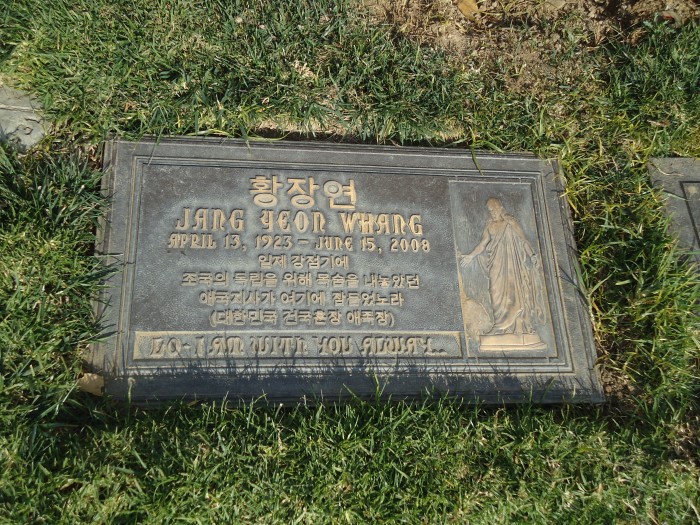 황장연
JANG YEON WHANG
APRIL 13, 1923 – JUNE 15, 2008
일제 강점기에
조국의 독립을 위해 목숨을 내놓았던
애국지사가 여기에 잠들었노라
(대한민국 건국훈장 애족장)
LO - I AM WITH YOU ALWAY..